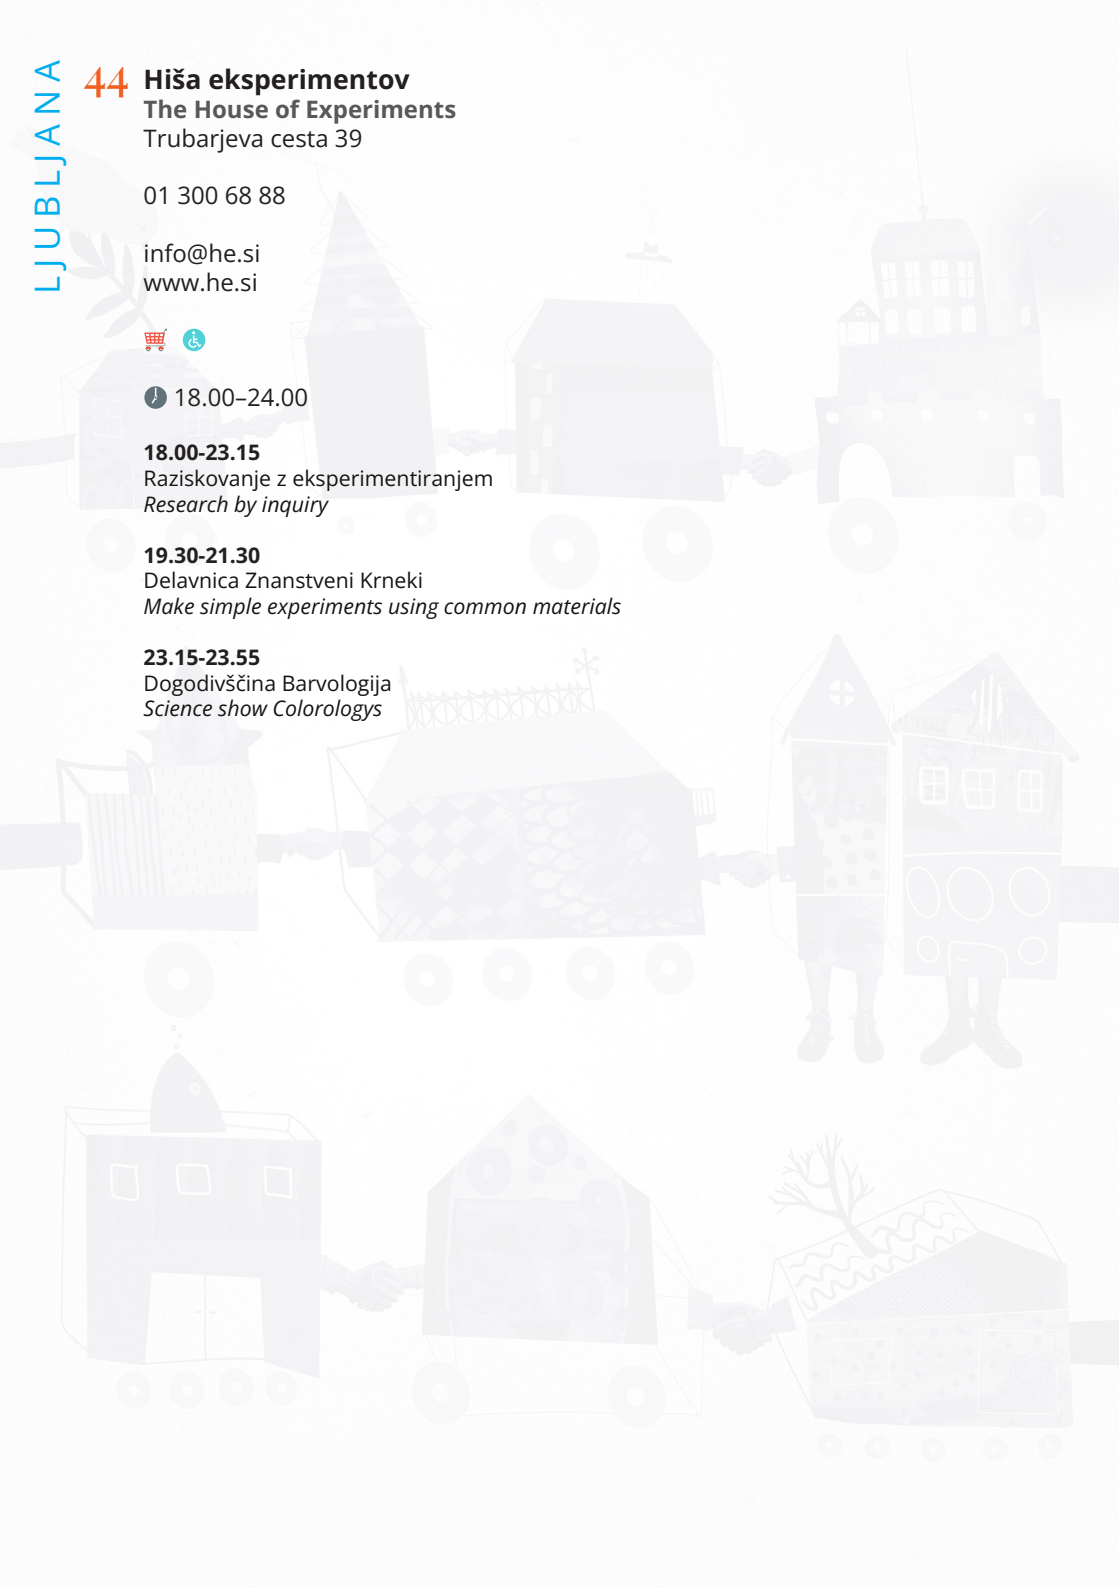 LJUBLJANA
44 Hiša eksperimentov
The House of Experiments
Trubarjeva cesta 39
01 300 68 88
info@he.si
www.he.si
18.00–24.00
18.00-23.15
Raziskovanje z eksperimentiranjem
Research by inquiry
19.30-21.30
Delavnica Znanstveni Krneki
Make simple experiments using common materials
23.15-23.55
Dogodivščina Barvologija
Science show Colorologys